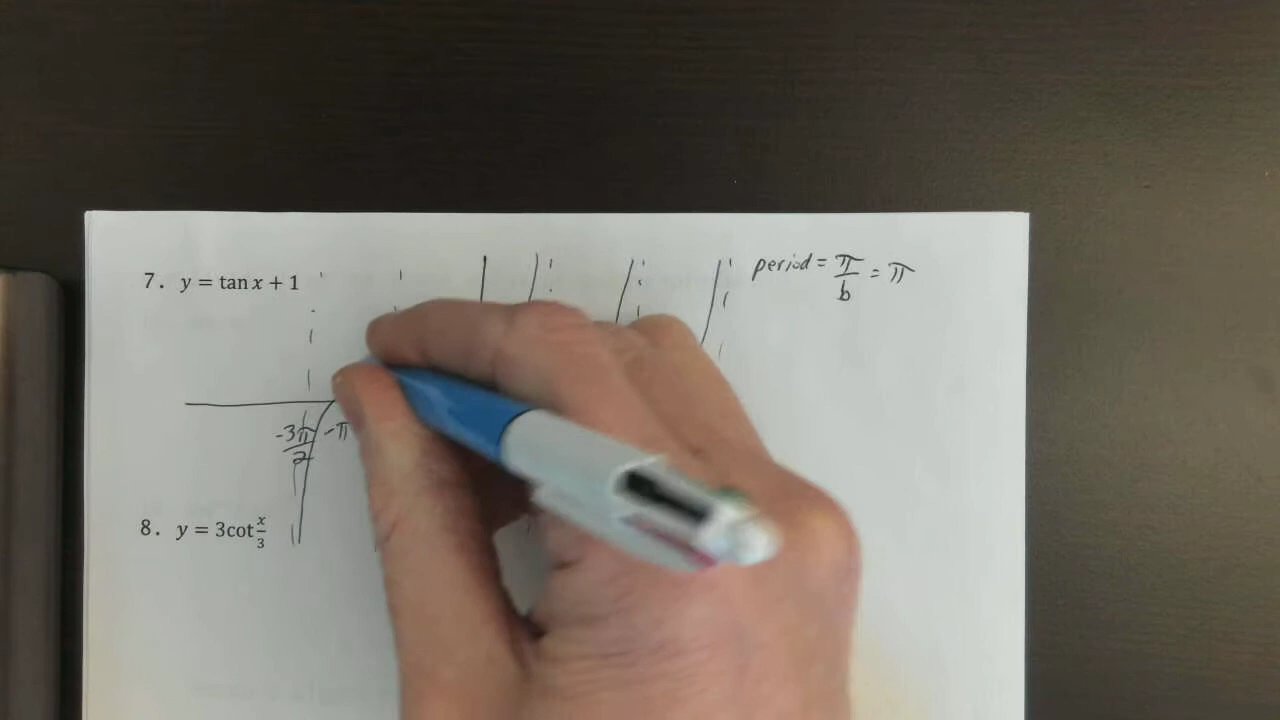 7. y = tan x + 1
period = π/b = π
-3π/2 -π
8. y = 3cot x/3